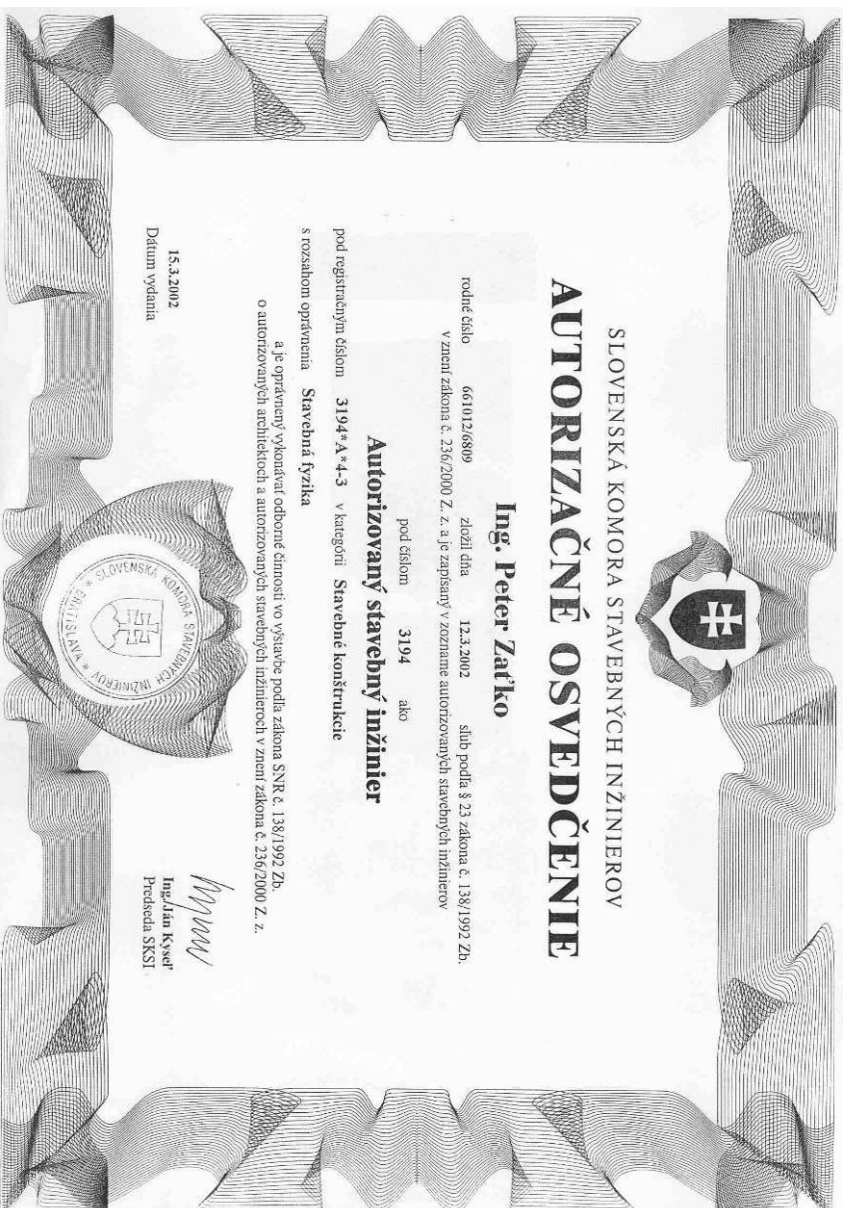 SLOVENSKÁ KOMORA STAVEBNÝCH INŽINIEROV
AUTORIZAČNÉ OSVEDČENIE
Ing. Peter Zaťko
rodné číslo 661012/6809 zložil dňa 12.3.2002 slub podľa § 23 zákona č. 138/1992 Zb.
v znení zákona č. 236/2000 Z. z. a je zapísaný v zozname autorizovaných stavebných inžinierov
pod číslom 3194 ako
Autorizovaný stavebný inžinier
pod registračným číslom 3194*A*4-3 v kategórii Stavebné konštrukcie
s rozsahom oprávnenia Stavebná fyzika
a je oprávnený vykonávať odborné činnosti vo výstavbe podľa zákona SNR č. 138/1992 Zb.
o autorizovaných architektoch a autorizovaných stavebných inžinieroch v znení zákona č. 236/2000 Z. z.
15.3.2002
Dátum vydania
SLOVENSKÁ KOMORA STAVEBNÝCH INŽINIEROV * BRATISLAVA *
Ing. Ján Kyseľ
Predseda SKSI